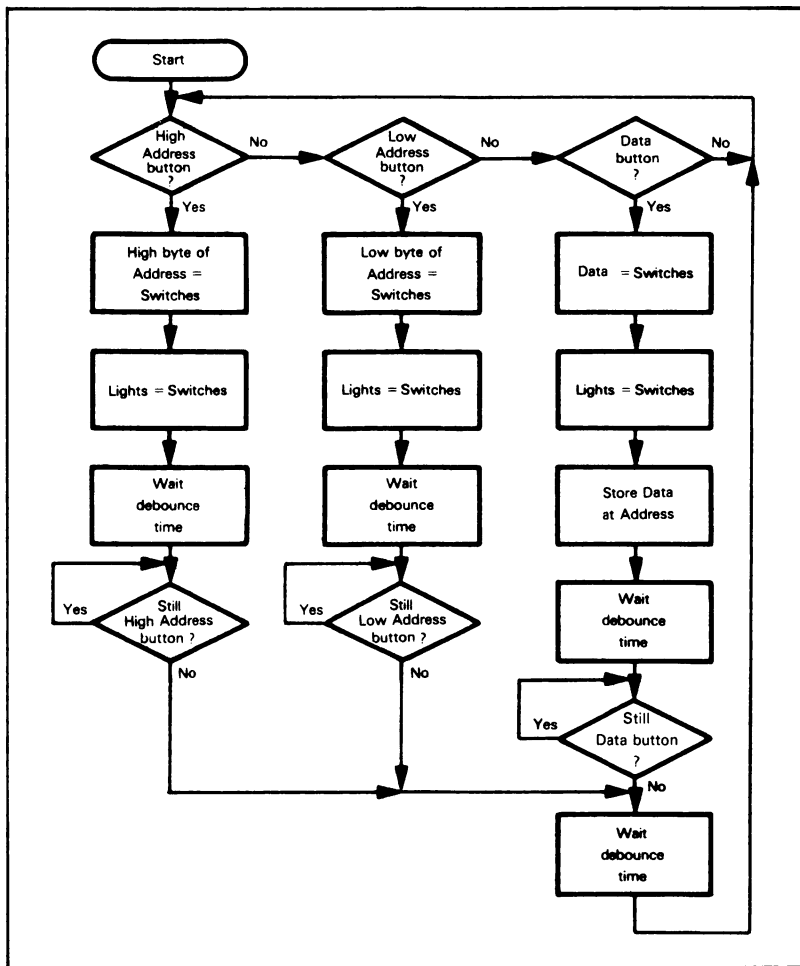 Start
High
Address
button
?
No
Yes
Low
Address
button
?
No
Yes
Data
button
?
No
Yes
High byte of
Address =
Switches
Low byte of
Address =
Switches
Data = Switches
Lights = Switches
Lights = Switches
Lights = Switches
Wait
debounce
time
Wait
debounce
time
Store Data
at Address
Yes
Still
High Address
button ?
No
Yes
Still
Low Address
button ?
No
Wait
debounce
time
Yes
Still
Data button
?
No
Wait
debounce
time